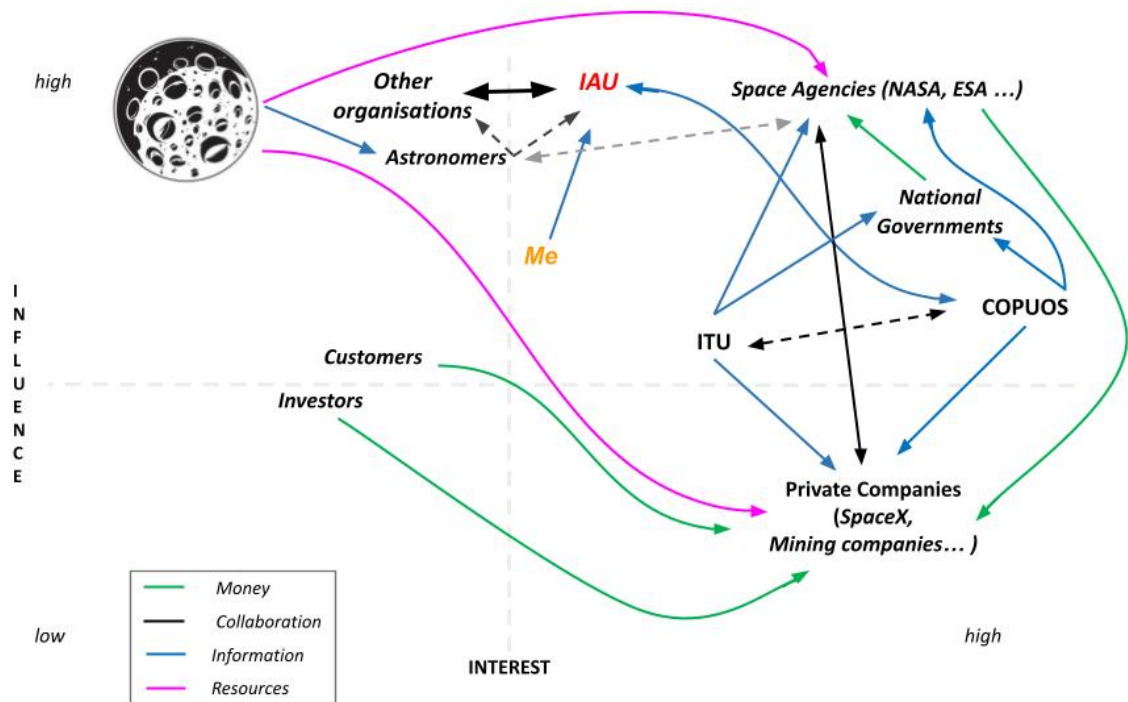 high
Other
organisations
IAU
Space Agencies (NASA, ESA ...)
Astronomers
National
Governments
Me
COPUOS
ITU
Customers
Investors
INFLUENCE
Private Companies
(SpaceX,
Mining companies... )
Money
Collaboration
Information
Resources
low
INTEREST
high